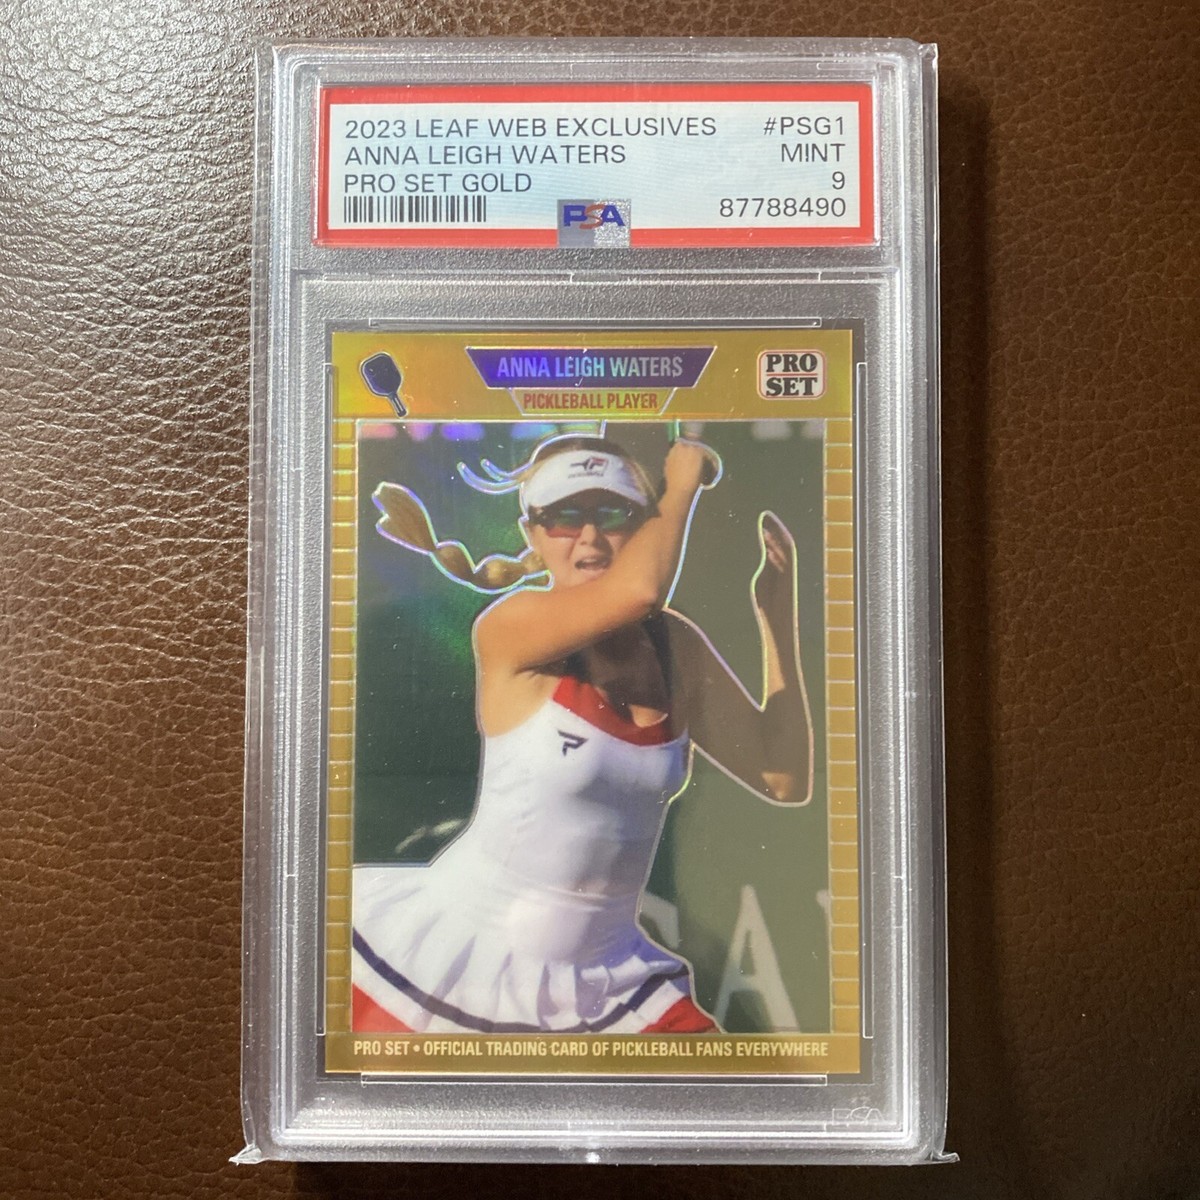 2023 LEAF WEB EXCLUSIVES #PSG1
ANNA LEIGH WATERS MINT
PRO SET GOLD 9
PSA 87788490
ANNA LEIGH WATERS
PICKLEBALL PLAYER
PRO
SET
A
PRO SET • OFFICIAL TRADING CARD OF PICKLEBALL FANS EVERYWHERE
PSA